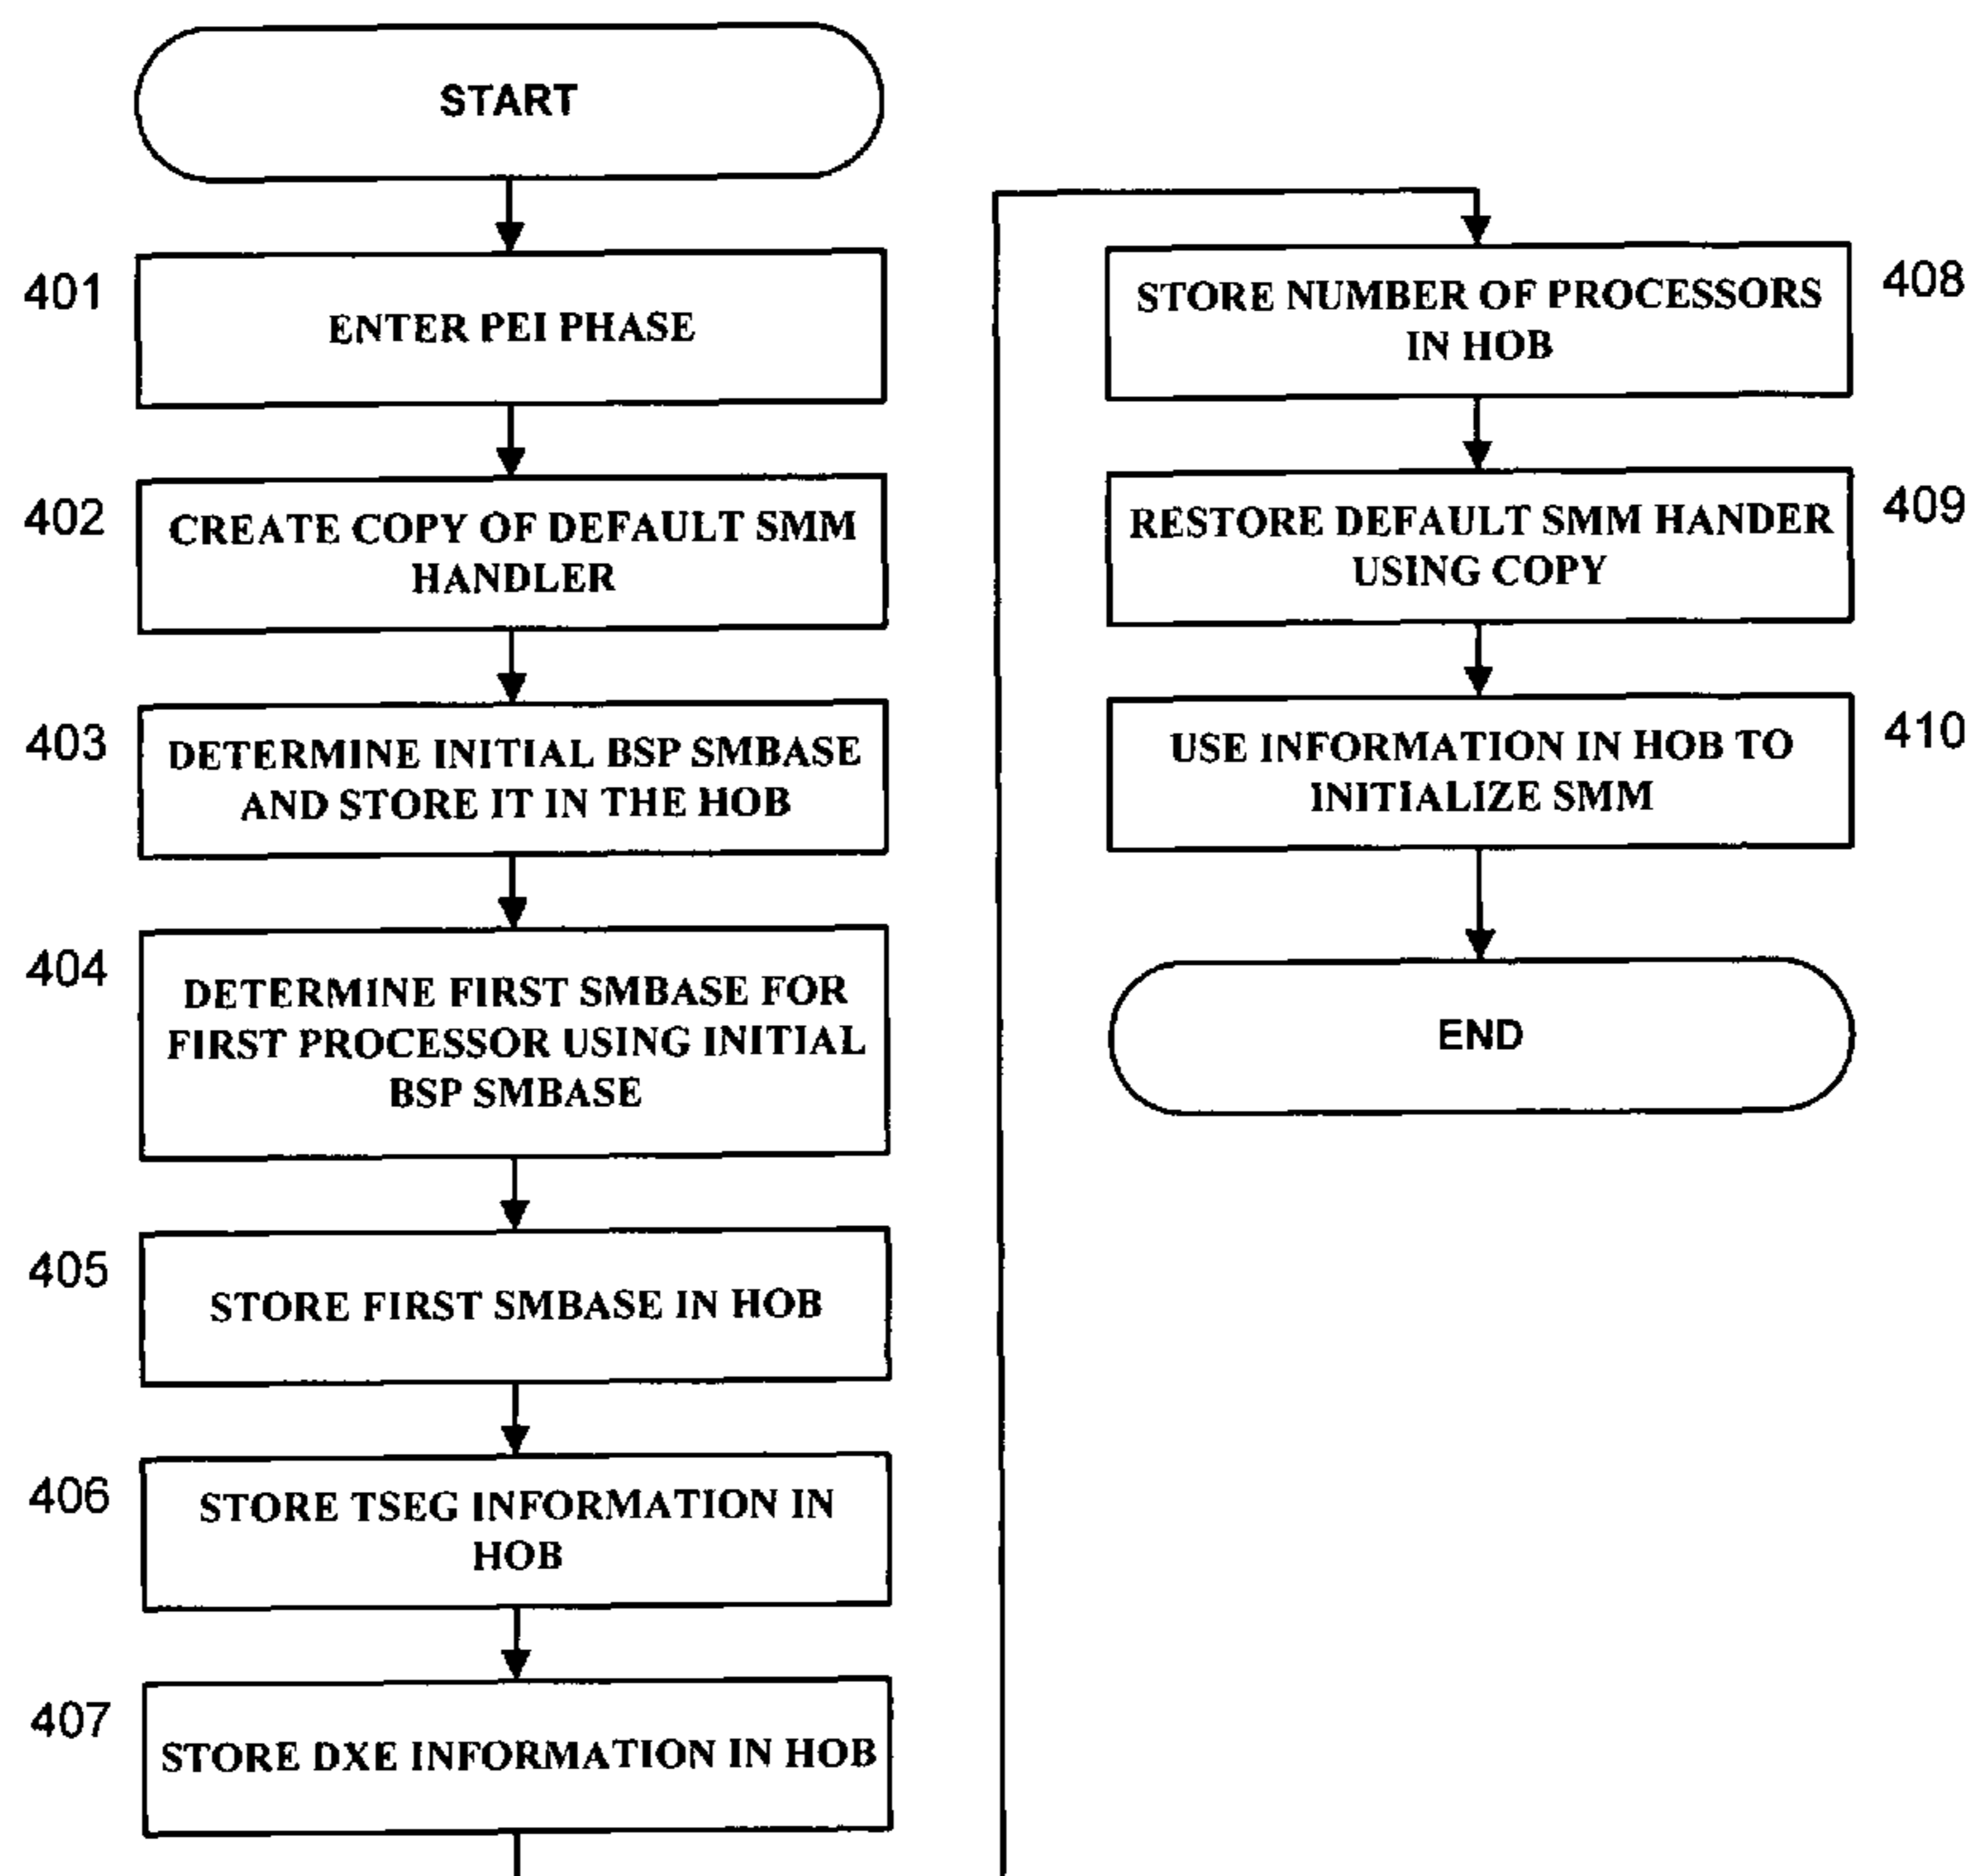 START
401
ENTER PEI PHASE
402
CREATE COPY OF DEFAULT SMM
HANDLER
403
DETERMINE INITIAL BSP SMBASE
AND STORE IT IN THE HOB
404
DETERMINE FIRST SMBASE FOR
FIRST PROCESSOR USING INITIAL
BSP SMBASE
405
STORE FIRST SMBASE IN HOB
406
STORE TSEG INFORMATION IN
HOB
407
STORE DXE INFORMATION IN HOB
408
STORE NUMBER OF PROCESSORS
IN HOB
409
RESTORE DEFAULT SMM HANDER
USING COPY
410
USE INFORMATION IN HOB TO
INITIALIZE SMM
END